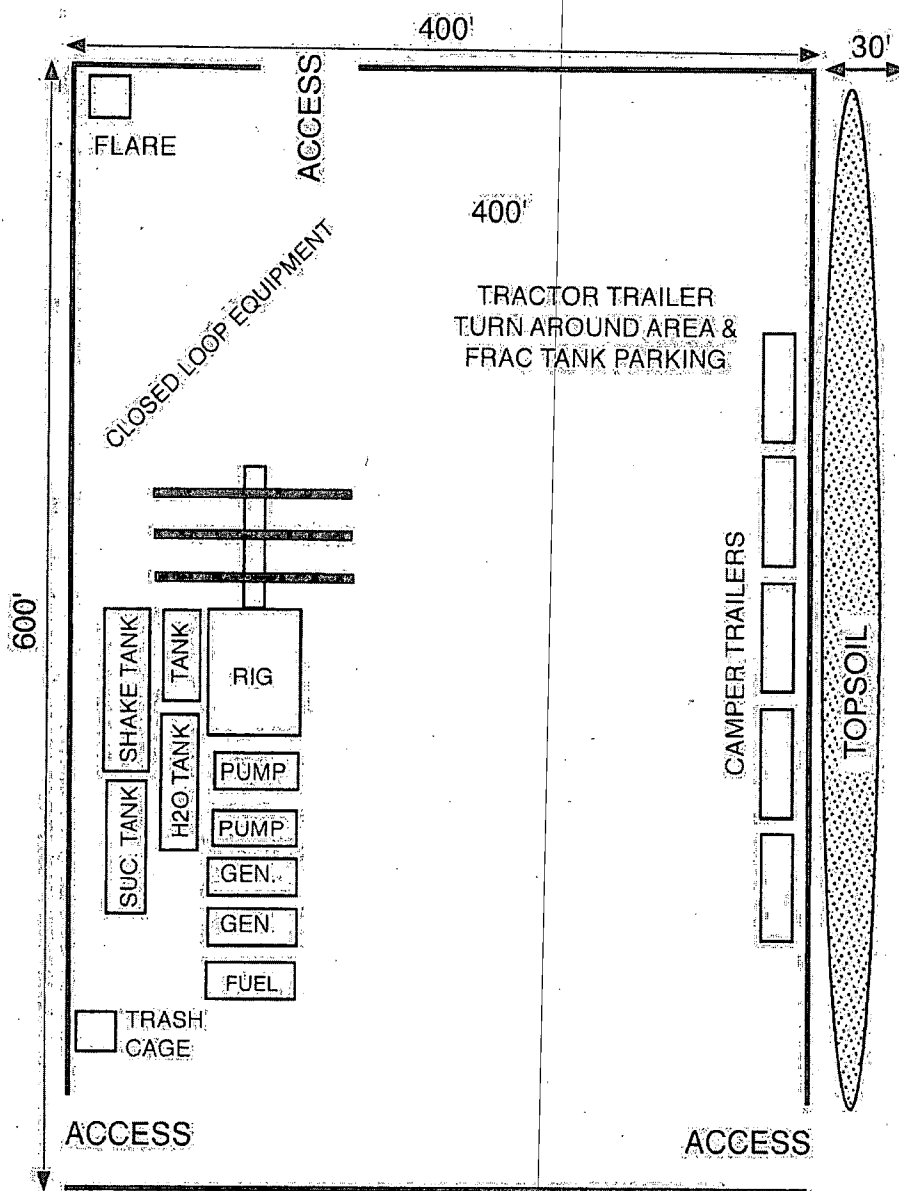 400'
30'
FLARE
ACCESS
400'
CLOSED LOOP EQUIPMENT
TRACTOR TRAILER
TURN AROUND AREA &
FRAC TANK PARKING
600'
SHAKE TANK
TANK
RIG
CAMPER TRAILERS
TOPSOIL
SUC. TANK
H2O TANK
PUMP
PUMP
GEN.
GEN.
FUEL
TRASH
CAGE
ACCESS
ACCESS